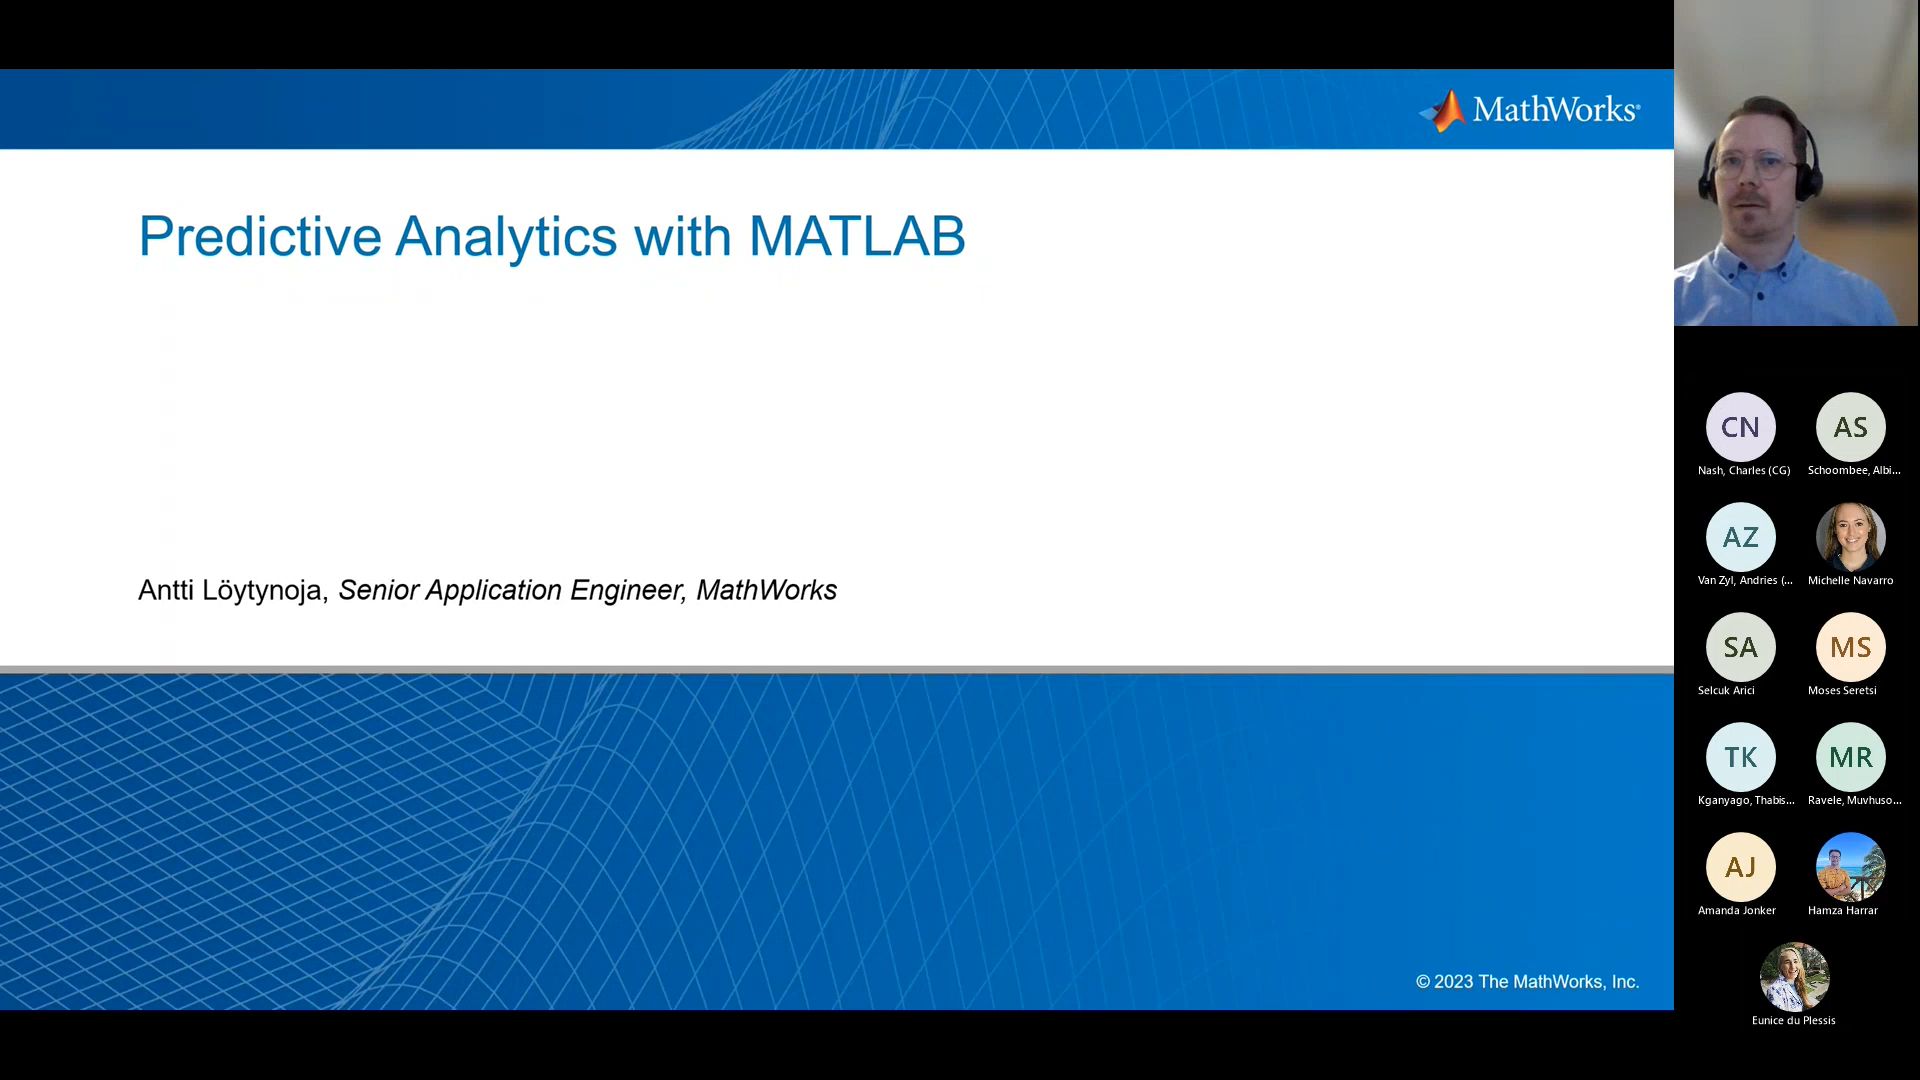 MathWorks®
Predictive Analytics with MATLAB
Antti Löytynoja, Senior Application Engineer, MathWorks
© 2023 The MathWorks, Inc.
CN
AS
Nash, Charles (CG)
Schoombee, Albi...
AZ
Van Zyl, Andries (...
Michelle Navarro
SA
MS
Selcuk Arici
Moses Seretsi
TK
MR
Kganyago, Thabis...
Ravele, Muvhuso...
AJ
Amanda Jonker
Hamza Harrar
Eunice du Plessis